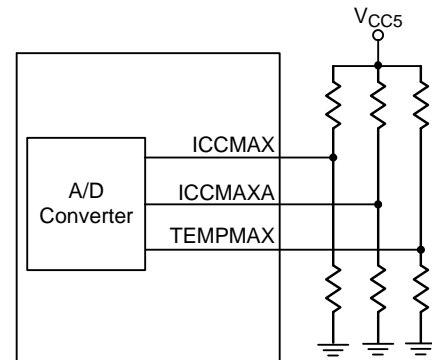 VCC5
ICCMAX
A/D
Converter
ICCMAXA
TEMPMAX